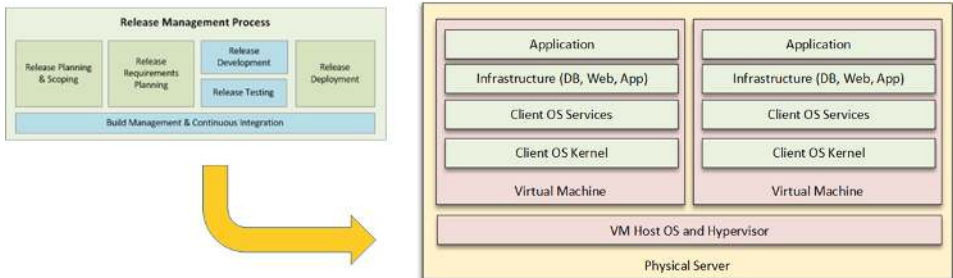 Release Management Process
Release Planning
& Scoping
Release
Requirements
Planning
Release
Development
Release Testing
Release
Deployment
Build Management & Continuous Integration
Application
Infrastructure (DB, Web, App)
Client OS Services
Client OS Kernel
Virtual Machine
Application
Infrastructure (DB, Web, App)
Client OS Services
Client OS Kernel
Virtual Machine
VM Host OS and Hypervisor
Physical Server